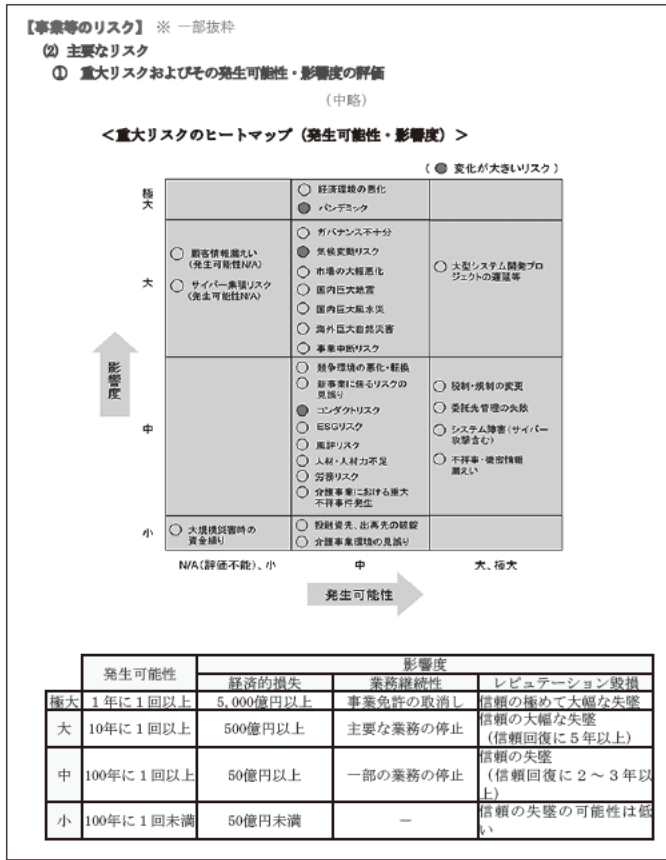 【事業等のリスク】 ※ 一部抜粋
(2) 主要なリスク
① 重大リスクおよびその発生可能性・影響度の評価
（中略）
＜重大リスクのヒートマップ（発生可能性・影響度）＞
（● 変化が大きいリスク）
極大
○ 経済環境の悪化
● パンデミック
大
○ 顧客情報漏えい
(発生可能性N/A)
○ サイバー集積リスク
(発生可能性N/A)
○ ガバナンス不十分
● 気候変動リスク
○ 市場の大幅悪化
○ 国内巨大地震
○ 国内巨大風水災
○ 海外巨大自然災害
○ 事業中断リスク
○ 大型システム開発プロ
ジェクトの遅延等
影響度
中
○ 競争環境の悪化・転換
○ 新事業に係るリスクの
見誤り
● コンダクトリスク
○ ESGリスク
○ 風評リスク
○ 人材・人材力不足
○ 労務リスク
○ 介護事業における重大
不祥事件発生
○ 税制・規制の変更
○ 委託先管理の失敗
○ システム障害(サイバー
攻撃含む)
○ 不祥事・機密情報
漏えい
小
○ 大規模災害時の
資金繰り
○ 投融資先、出再先の破綻
○ 介護事業環境の見誤り
N/A(評価不能)、小 中 大、極大
発生可能性
発生可能性 影響度
経済的損失 業務継続性 レピュテーション毀損
極大 1年に1回以上 5,000億円以上 事業免許の取消し 信頼の極めて大幅な失墜
大 10年に1回以上 500億円以上 主要な業務の停止 信頼の大幅な失墜
（信頼回復に5年以上）
中 100年に1回以上 50億円以上 一部の業務の停止 信頼の失墜
（信頼回復に2～3年以
上）
小 100年に1回未満 50億円未満 － 信頼の失墜の可能性は低
い